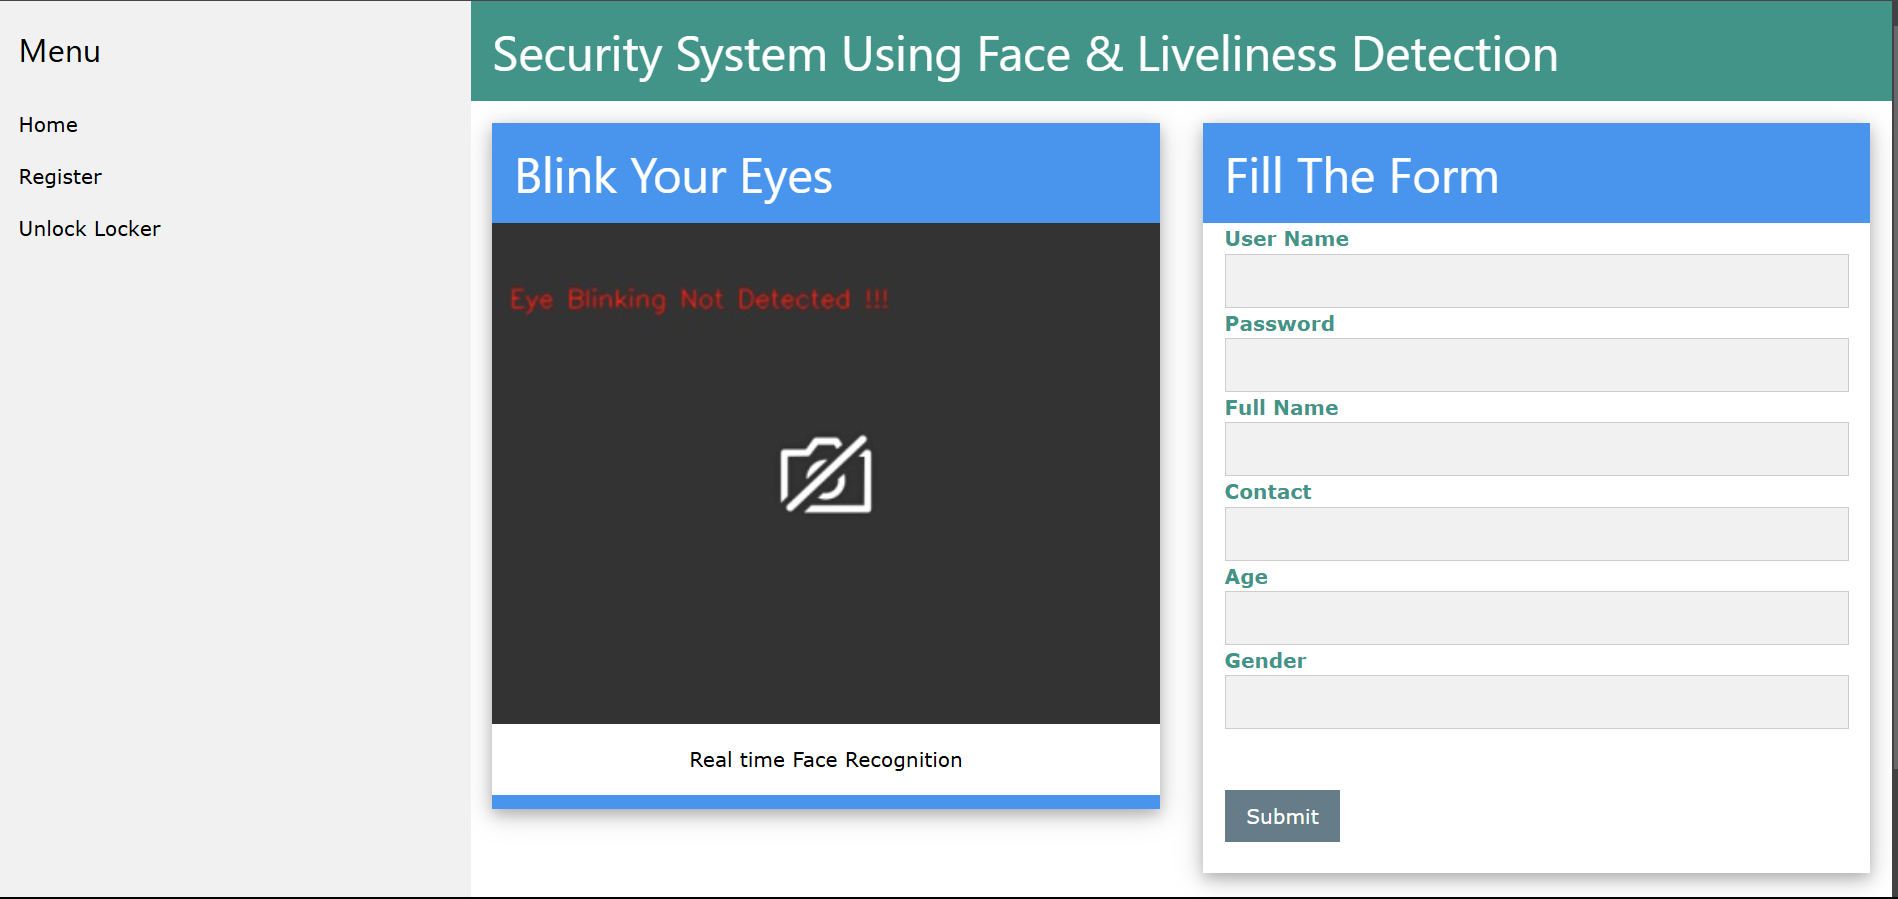 Menu
Home
Register
Unlock Locker
Security System Using Face & Liveliness Detection
Blink Your Eyes
Eye Blinking Not Detected !!!
Real time Face Recognition
Fill The Form
User Name
Password
Full Name
Contact
Age
Gender
Submit